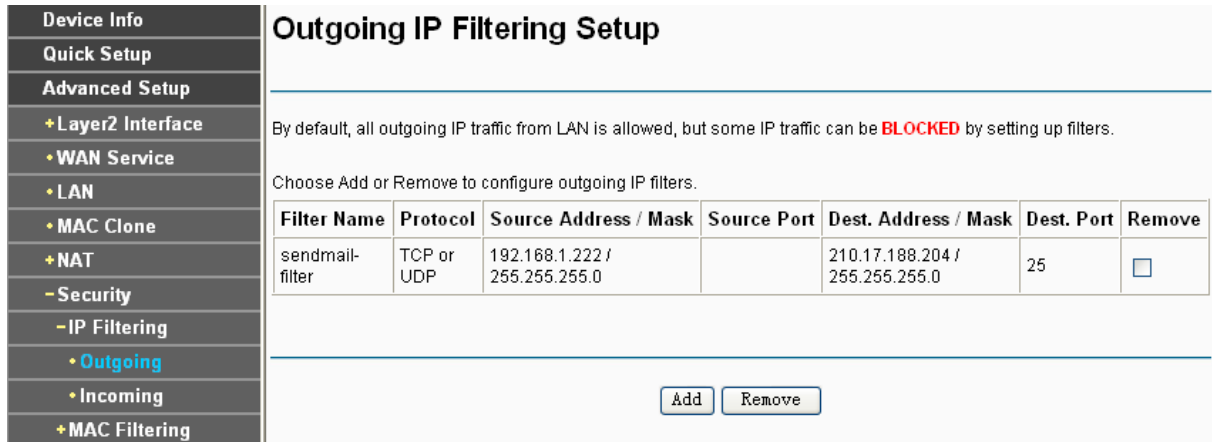 Device Info
Quick Setup
Advanced Setup
+Layer2 Interface
•WAN Service
•LAN
•MAC Clone
+NAT
-Security
-IP Filtering
•Outgoing
•Incoming
+MAC Filtering
Outgoing IP Filtering Setup
By default, all outgoing IP traffic from LAN is allowed, but some IP traffic can be BLOCKED by setting up filters.
Choose Add or Remove to configure outgoing IP filters.
Filter Name Protocol Source Address / Mask Source Port Dest. Address / Mask Dest. Port Remove
sendmail- TCP or 192.168.1.222 / 210.17.188.204 / 25
filter UDP 255.255.255.0 255.255.255.0
Add Remove